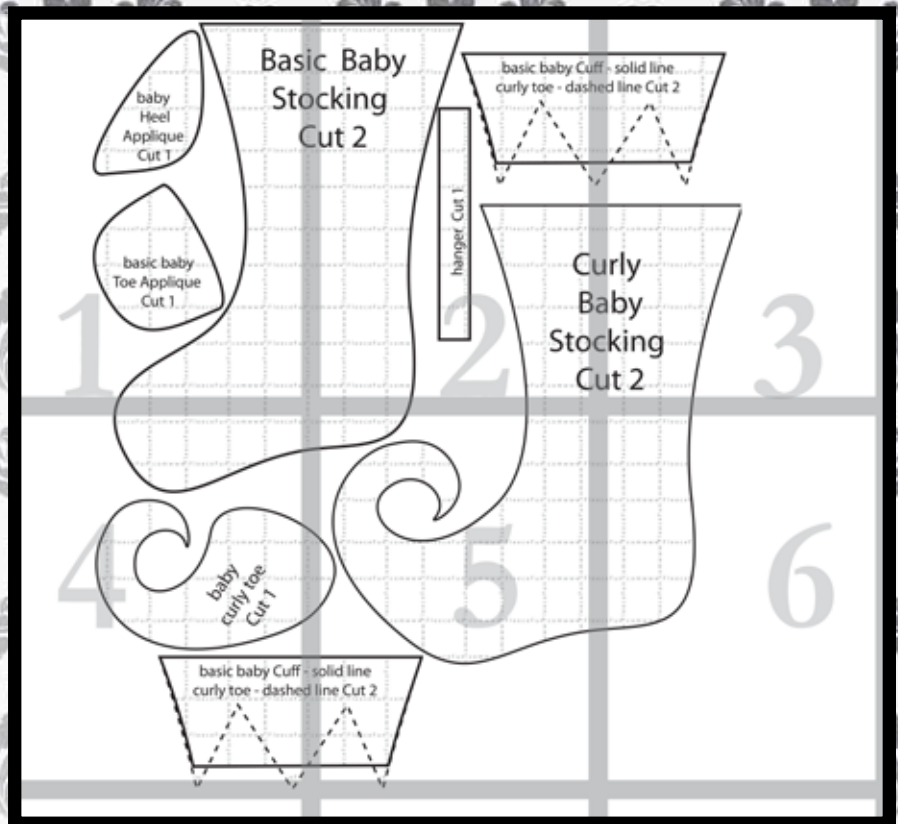 Basic Baby
Stocking
Cut 2
baby
Heel
Applique
Cut 1
basic baby Cuff - solid line
curly toe - dashed line Cut 2
hanger Cut 1
basic baby
Toe Applique
Cut 1
Curly
Baby
Stocking
Cut 2
1
2
3
4
5
6
baby
curly toe
Cut 1
basic baby Cuff - solid line
curly toe - dashed line Cut 2